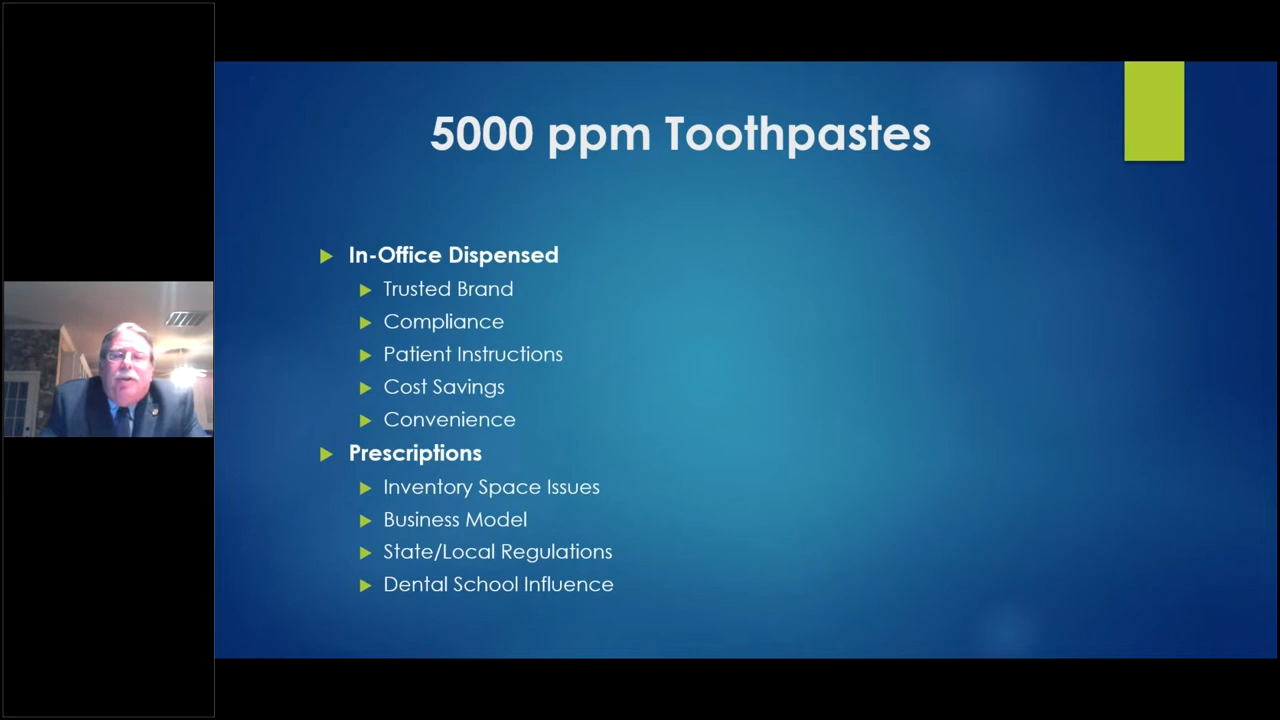 5000 ppm Toothpastes
In-Office Dispensed
Trusted Brand
Compliance
Patient Instructions
Cost Savings
Convenience
Prescriptions
Inventory Space Issues
Business Model
State/Local Regulations
Dental School Influence